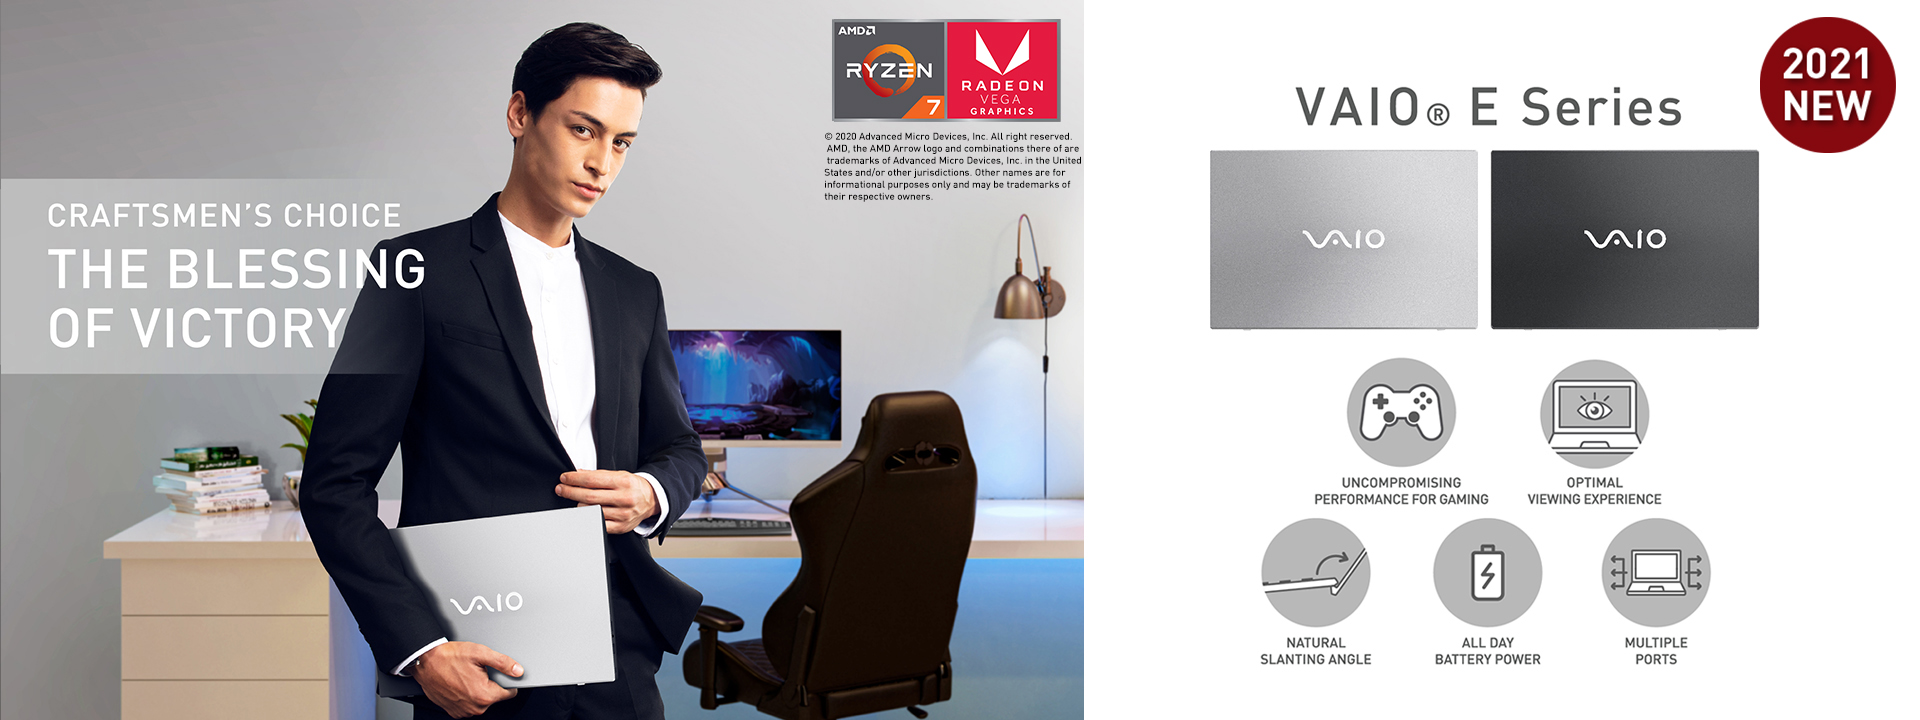 CRAFTSMEN'S CHOICE
THE BLESSING
OF VICTORY
AMD
RYZEN
7
RADEON
VEGA
GRAPHICS
© 2020 Advanced Micro Devices, Inc. All right reserved.
AMD, the AMD Arrow logo and combinations there of are
trademarks of Advanced Micro Devices, Inc. in the United
States and/or other jurisdictions. Other names are for
informational purposes only and may be trademarks of
their respective owners.
VAIO
VAIO® E Series
2021
NEW
VAIO
VAIO
UNCOMPROMISING
PERFORMANCE FOR GAMING
OPTIMAL
VIEWING EXPERIENCE
NATURAL
SLANTING ANGLE
ALL DAY
BATTERY POWER
MULTIPLE
PORTS